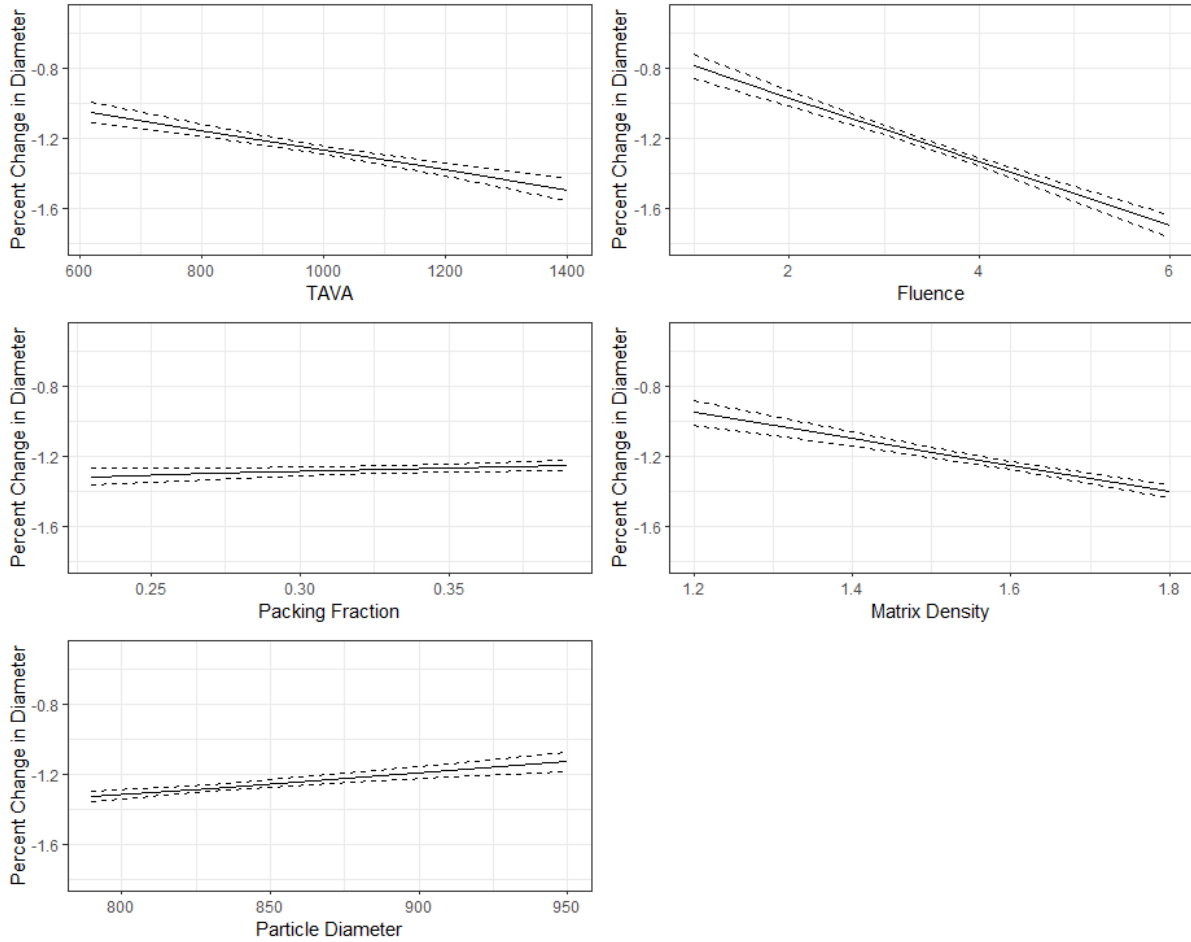 Percent Change in Diameter
-0.8
-1.2
-1.6
600 800 1000 1200 1400
TAVA
Percent Change in Diameter
-0.8
-1.2
-1.6
2 4 6
Fluence
Percent Change in Diameter
-0.8
-1.2
-1.6
0.25 0.30 0.35
Packing Fraction
Percent Change in Diameter
-0.8
-1.2
-1.6
1.2 1.4 1.6 1.8
Matrix Density
Percent Change in Diameter
-0.8
-1.2
-1.6
800 850 900 950
Particle Diameter